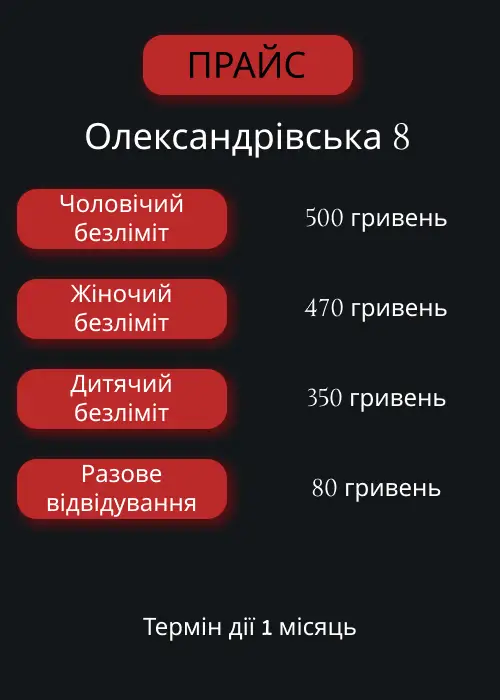 ПРАЙС
Олександрівська 8
Чоловічий
безліміт
500 гривень
Жіночий
безліміт
470 гривень
Дитячий
безліміт
350 гривень
Разове
відвідування
80 гривень
Термін дії 1 місяць